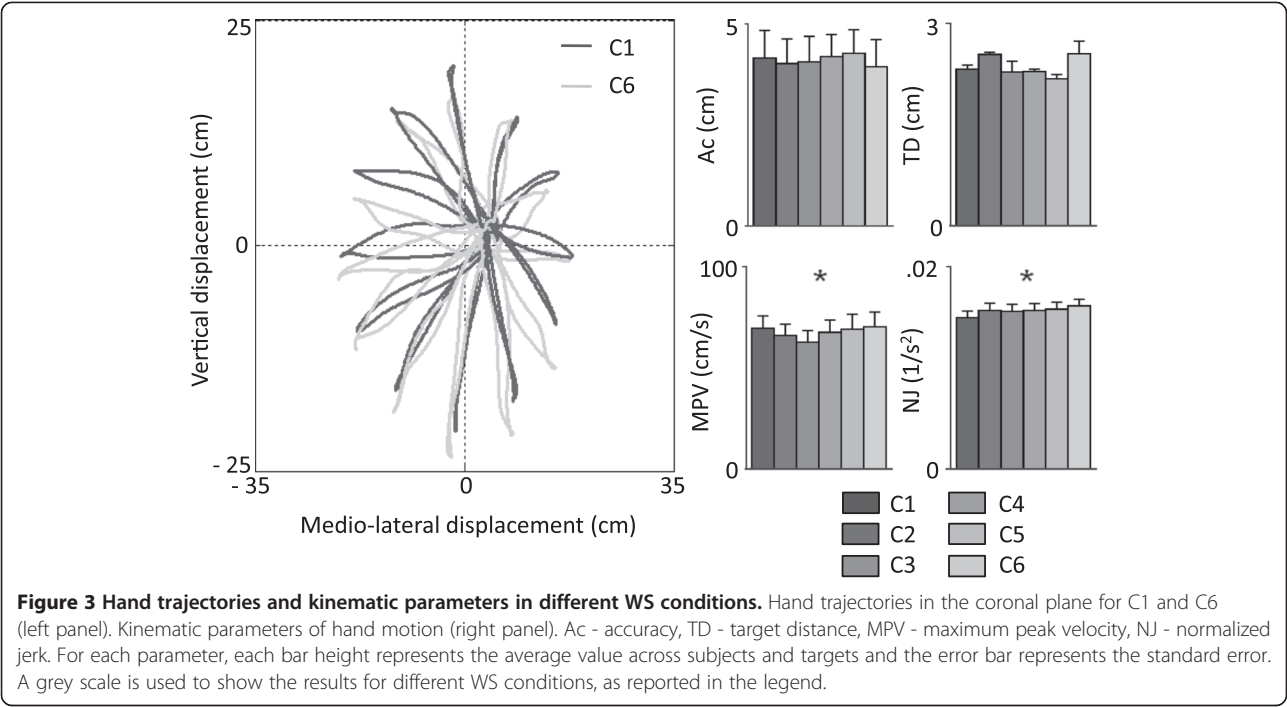 25
C1
C6
Vertical displacement (cm)
0
- 25
- 35
0
35
Medio-lateral displacement (cm)
5
Ac (cm)
0
3
TD (cm)
0
100
*
MPV (cm/s)
0
.02
*
NJ (1/s²)
0
C1
C4
C2
C5
C3
C6
Figure 3 Hand trajectories and kinematic parameters in different WS conditions. Hand trajectories in the coronal plane for C1 and C6
(left panel). Kinematic parameters of hand motion (right panel). Ac - accuracy, TD - target distance, MPV - maximum peak velocity, NJ - normalized
jerk. For each parameter, each bar height represents the average value across subjects and targets and the error bar represents the standard error.
A grey scale is used to show the results for different WS conditions, as reported in the legend.